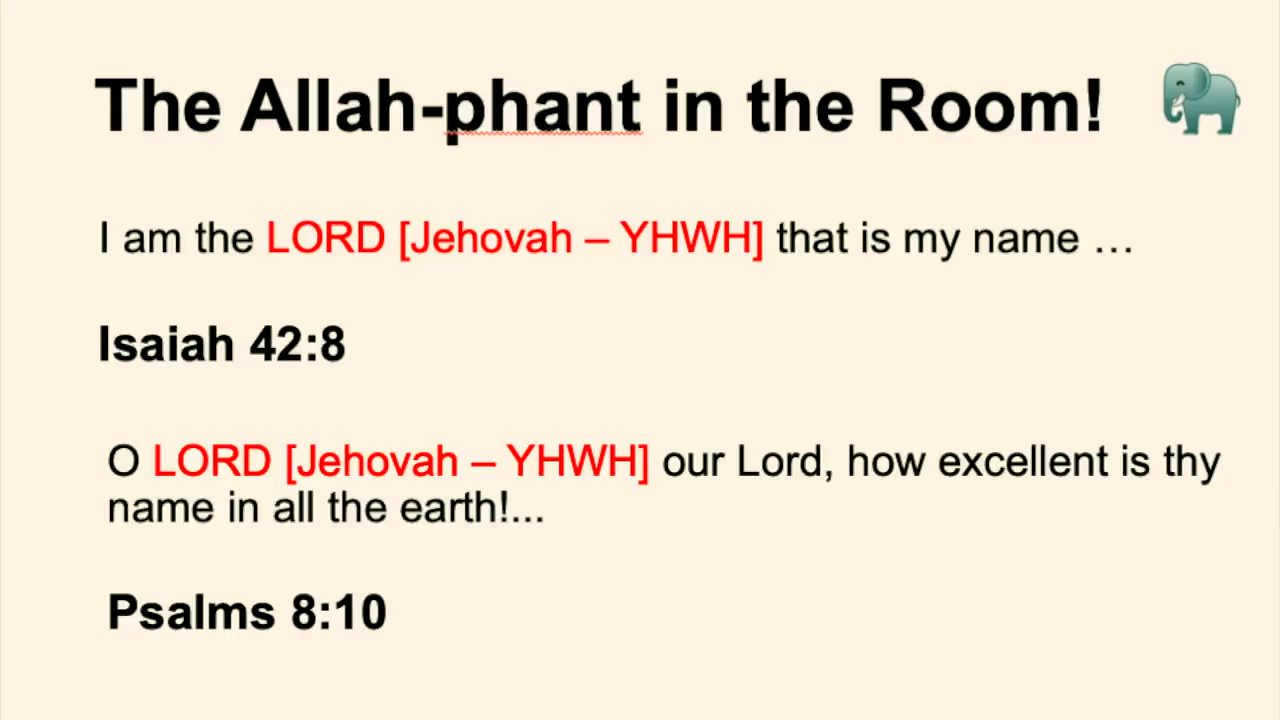 The Allah-phant in the Room!
I am the LORD [Jehovah – YHWH] that is my name …
Isaiah 42:8
O LORD [Jehovah – YHWH] our Lord, how excellent is thy
name in all the earth!...
Psalms 8:10